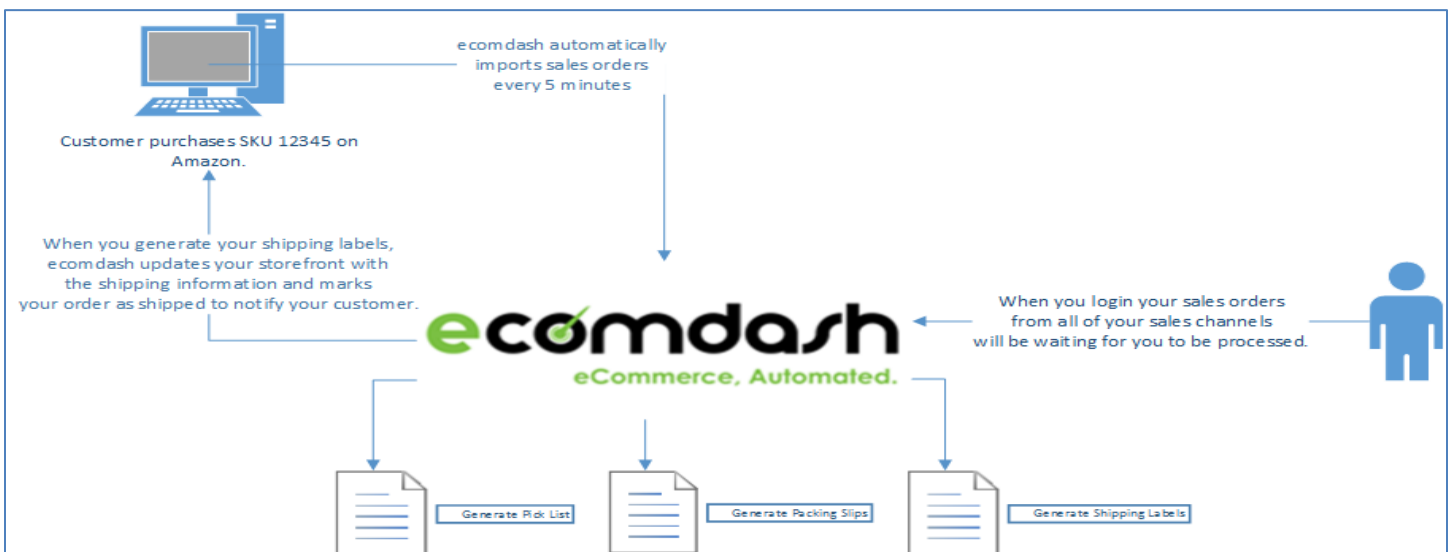 ecomdash automatically
imports sales orders
every 5 minutes
Customer purchases SKU 12345 on
Amazon.
When you generate your shipping labels,
ecomdash updates your storefront with
the shipping information and marks
your order as shipped to notify your customer.
When you login your sales orders
from all of your sales channels
will be waiting for you to be processed.
ecomdash
eCommerce, Automated.
Generate Pick List
Generate Packing Slips
Generate Shipping Labels